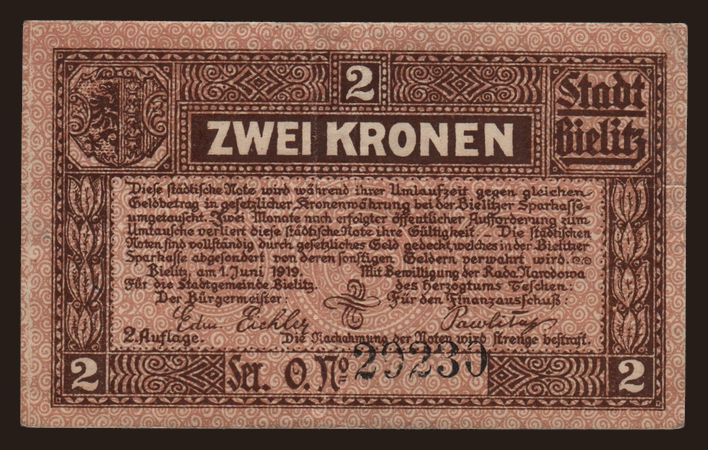 2
Stadt
Bielitz
ZWEI KRONEN
Diese städtische Note wird während ihrer Umlaufzeit gegen gleichen
Geldbetrag in gesetzlicher Kronenwährung bei der Bielitzer Sparkasse
umgetauscht. Zwei Monate nach erfolgter öffentlicher Aufforderung zum
Umtausche verliert diese städtische Note ihre Gültigkeit. Die städtischen
Noten sind vollständig durch gesetzliches Geld gedeckt, welches in der Bielitzer
Sparkasse abgesondert von deren sonstigen Geldern verwahrt wird.
Bielitz, am 1. Juni 1919. Mit Bewilligung der Rada Narodowa
Für die Stadtgemeinde Bielitz. des Herzogtums Teschen:
Der Bürgermeister: Für den Finanzausschuß:
Edm. Eichler
2. Auflage. Die Nachahmung der Noten wird strenge bestraft.
2 Ser. O. No 29230 2